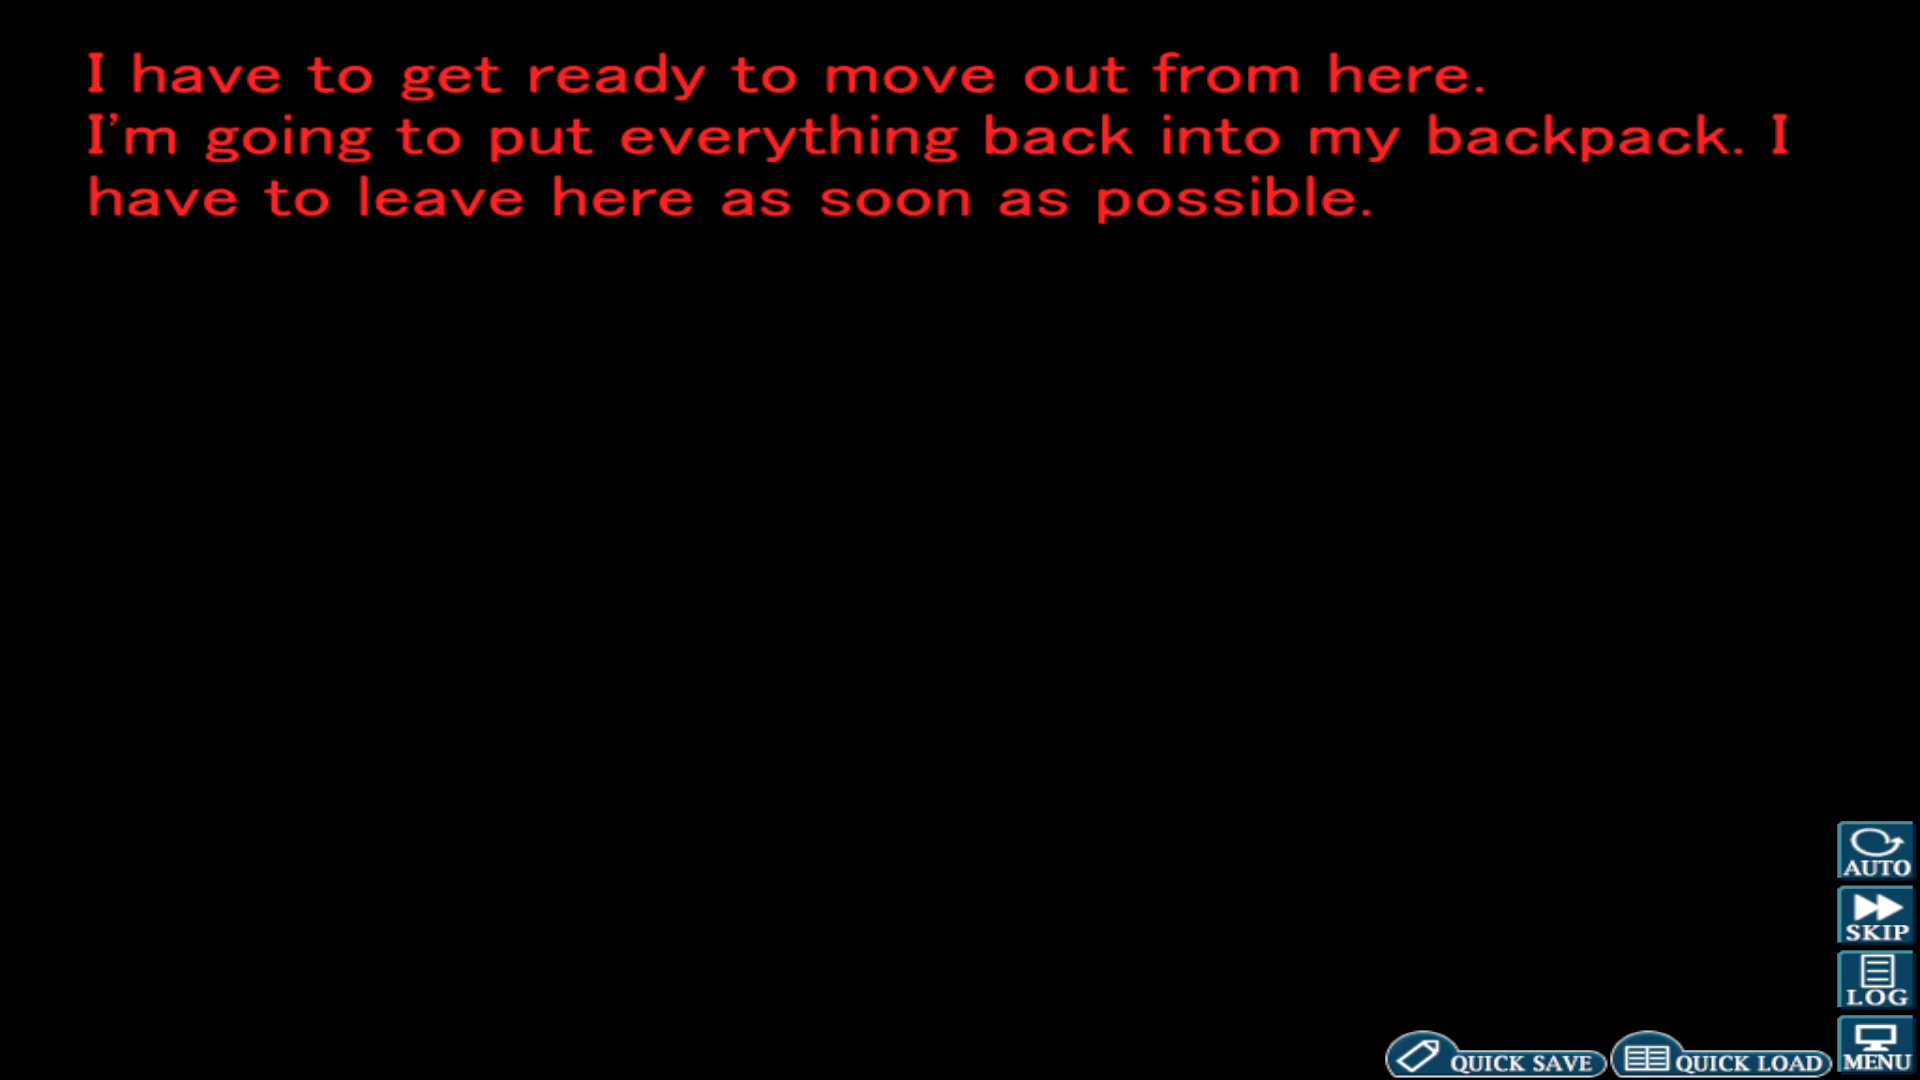 I have to get ready to move out from here.
I'm going to put everything back into my backpack. I
have to leave here as soon as possible.
AUTO
SKIP
LOG
QUICK SAVE
QUICK LOAD
MENU